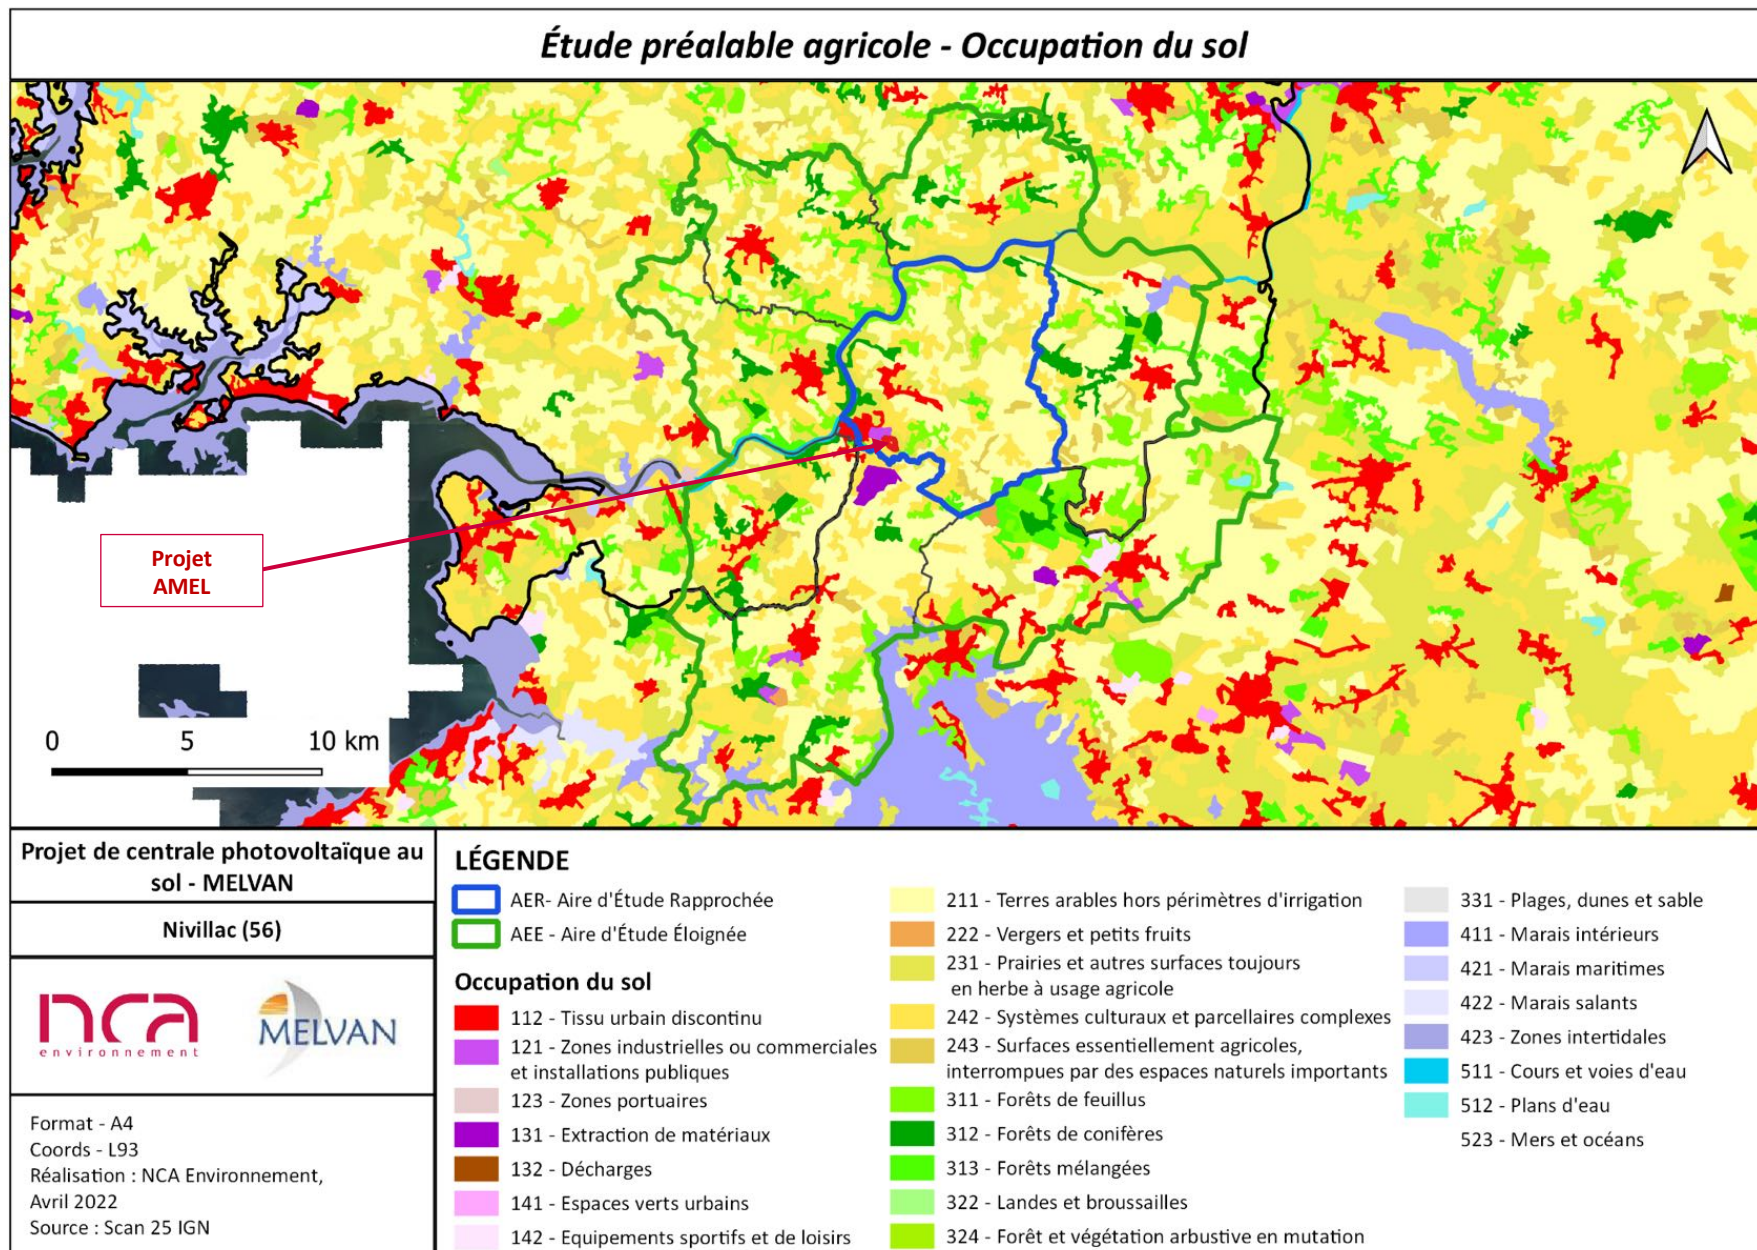 Étude préalable agricole - Occupation du sol
Projet
AMEL
0 5 10 km
Projet de centrale photovoltaïque au
sol - MELVAN
Nivillac (56)
nca
environnement
MELVAN
Format - A4
Coords - L93
Réalisation : NCA Environnement,
Avril 2022
Source : Scan 25 IGN
LÉGENDE
AER- Aire d'Étude Rapprochée
AEE - Aire d'Étude Éloignée
Occupation du sol
112 - Tissu urbain discontinu
121 - Zones industrielles ou commerciales
et installations publiques
123 - Zones portuaires
131 - Extraction de matériaux
132 - Décharges
141 - Espaces verts urbains
142 - Equipements sportifs et de loisirs
211 - Terres arables hors périmètres d'irrigation
222 - Vergers et petits fruits
231 - Prairies et autres surfaces toujours
en herbe à usage agricole
242 - Systèmes culturaux et parcellaires complexes
243 - Surfaces essentiellement agricoles,
interrompues par des espaces naturels importants
311 - Forêts de feuillus
312 - Forêts de conifères
313 - Forêts mélangées
322 - Landes et broussailles
324 - Forêt et végétation arbustive en mutation
331 - Plages, dunes et sable
411 - Marais intérieurs
421 - Marais maritimes
422 - Marais salants
423 - Zones intertidales
511 - Cours et voies d'eau
512 - Plans d'eau
523 - Mers et océans